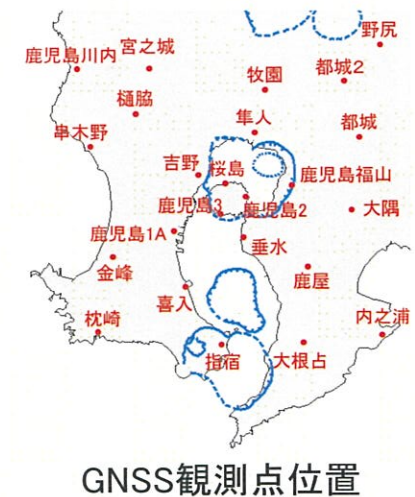 野尻
宮之城
鹿児島川内
都城2
牧園
樋脇
隼人
都城
串木野
吉野
桜島
鹿児島福山
鹿児島3
鹿児島2
大隅
鹿児島1A
垂水
金峰
鹿屋
喜入
内之浦
枕崎
指宿
大根占
GNSS観測点位置